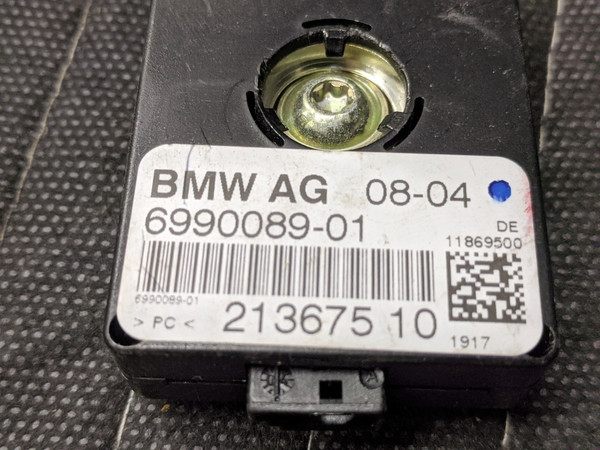 BMW AG 08-04
6990089-01
DE
11869500
6990089-01
> PC < 213675 10
1917